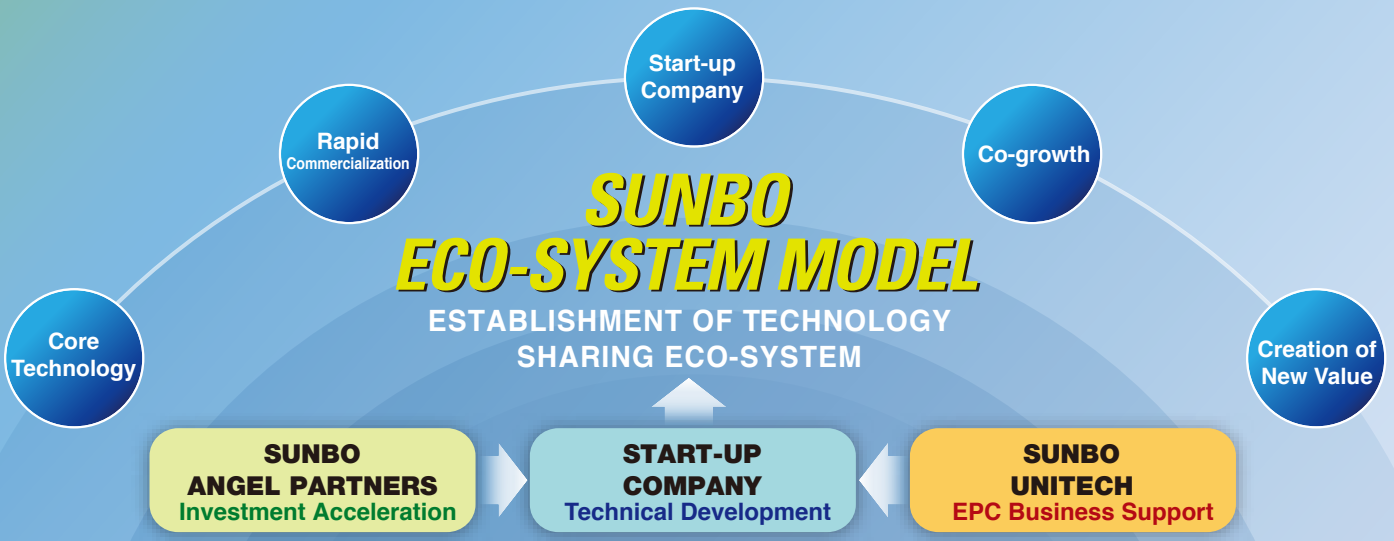 Start-up
Company
Rapid
Commercialization
Co-growth
Core
Technology
Creation of
New Value
SUNBO
ECO-SYSTEM MODEL
ESTABLISHMENT OF TECHNOLOGY
SHARING ECO-SYSTEM
SUNBO
ANGEL PARTNERS
Investment Acceleration
START-UP
COMPANY
Technical Development
SUNBO
UNITECH
EPC Business Support